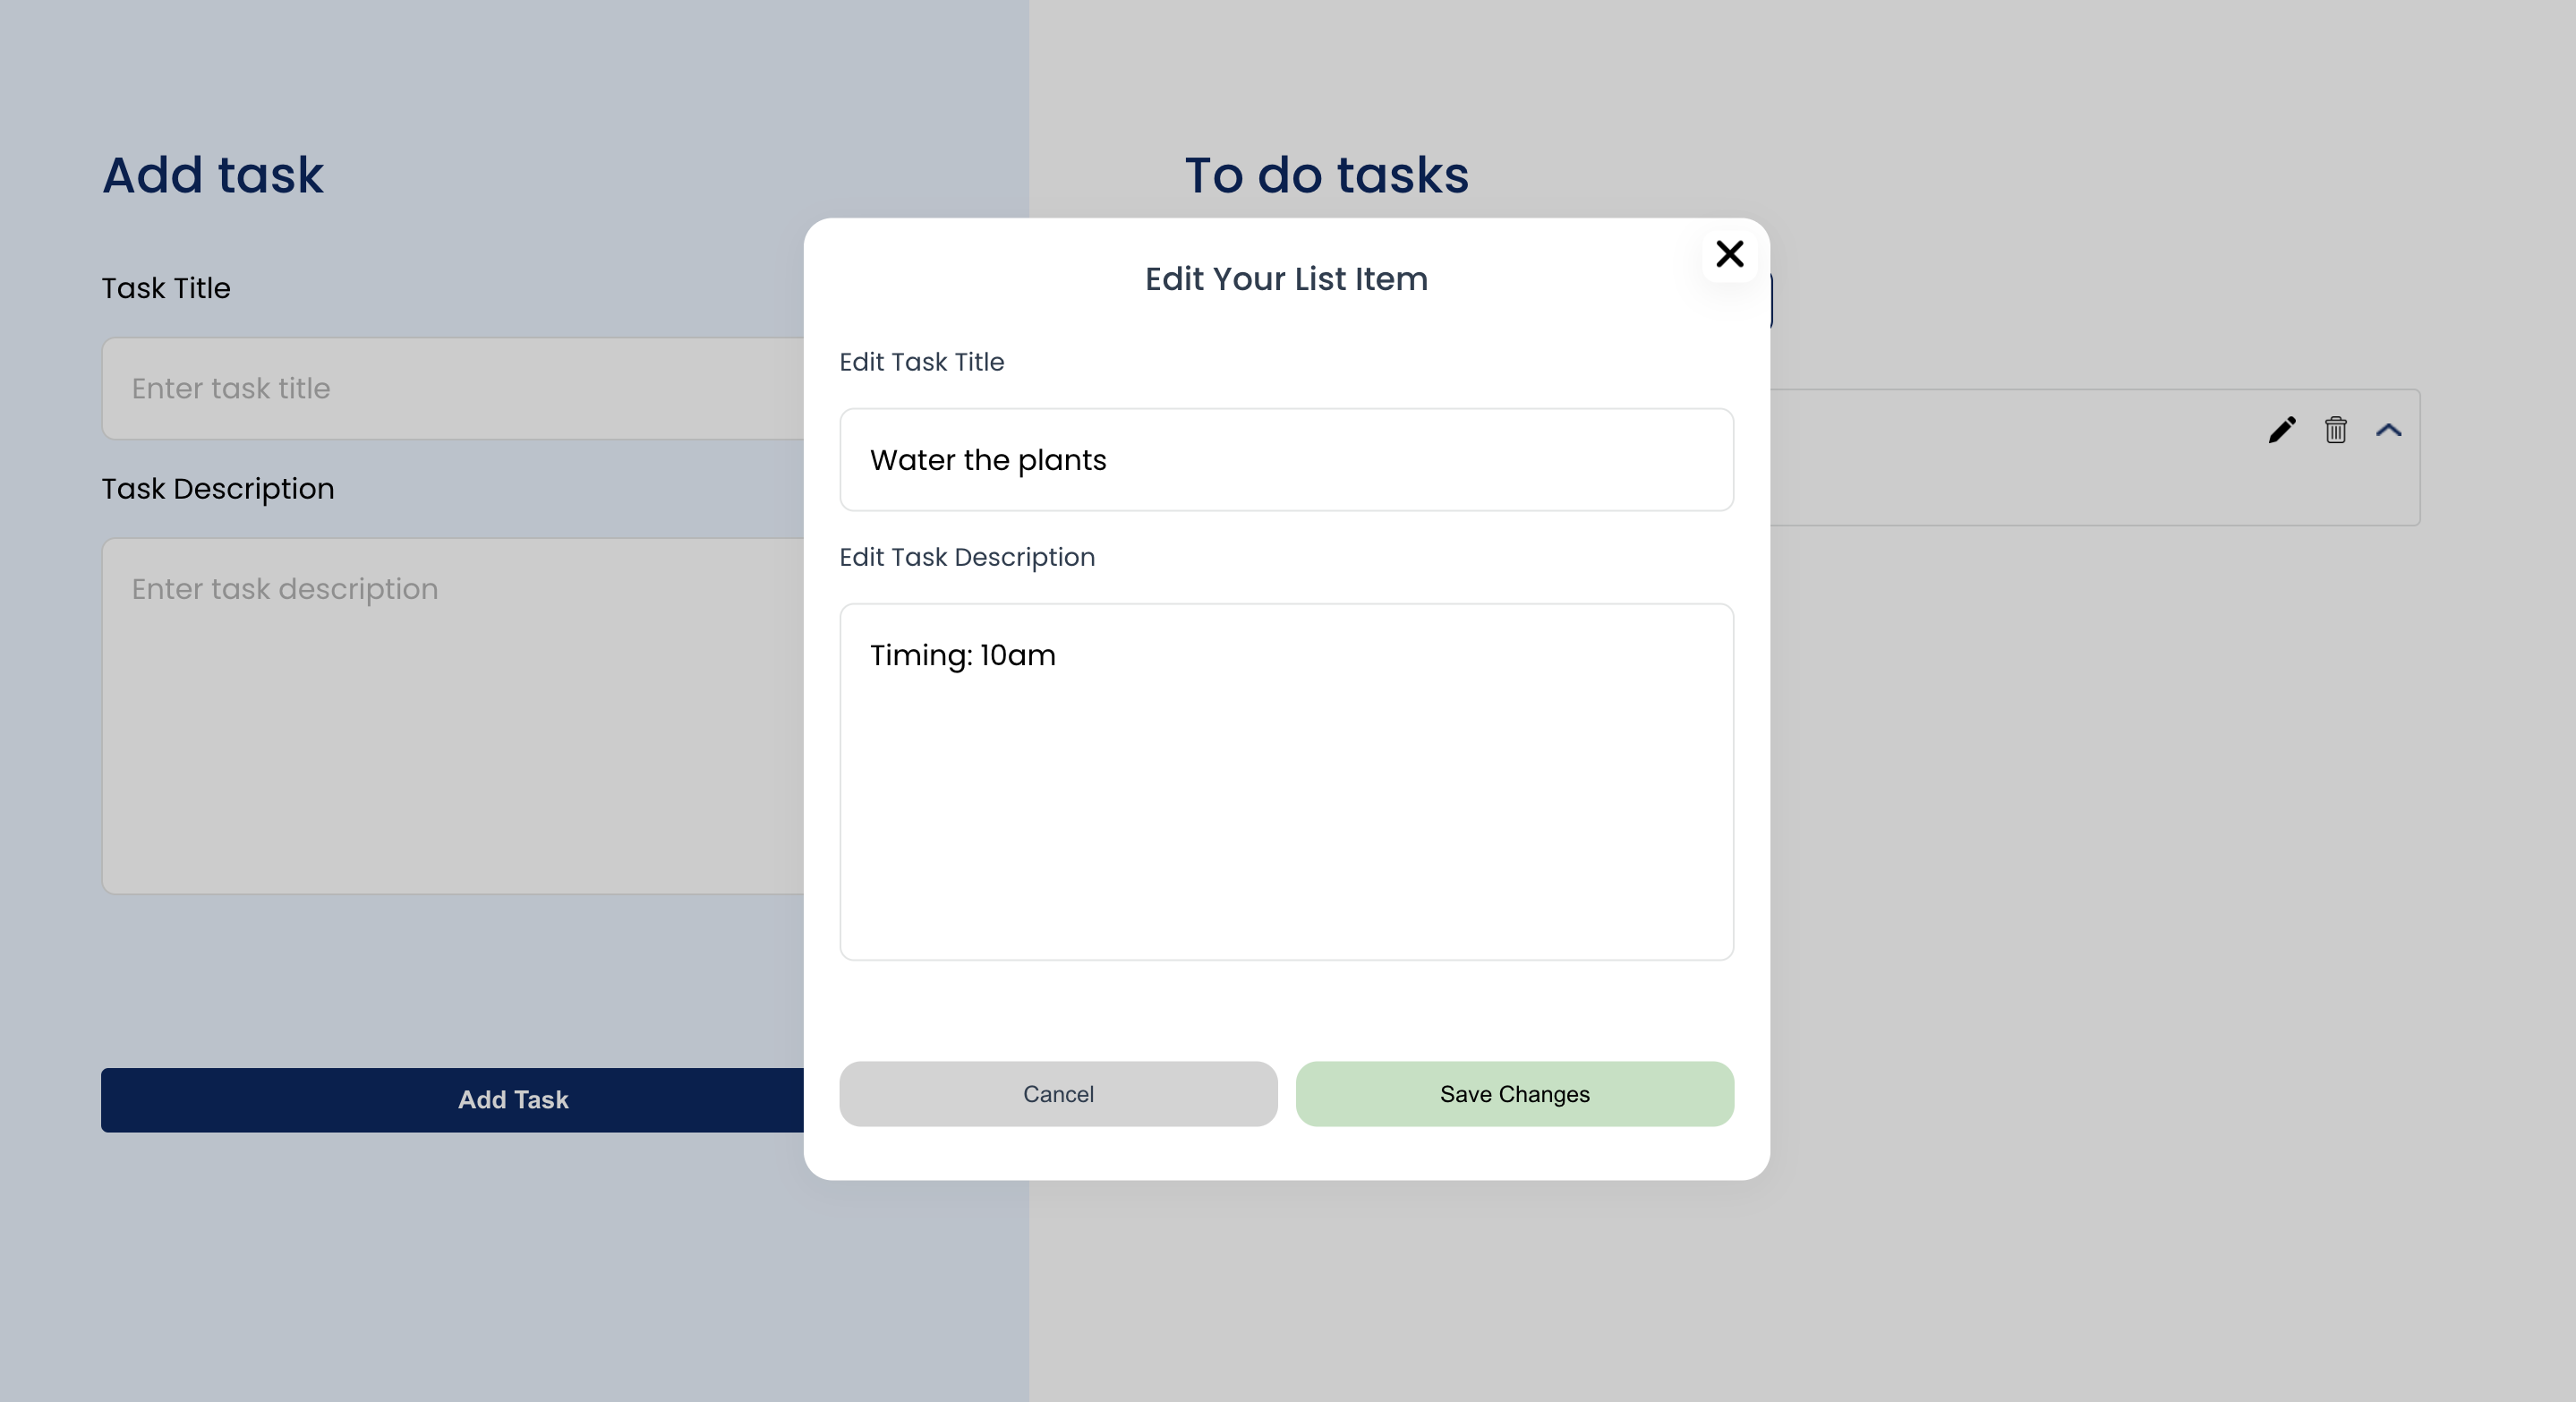 Add task
Task Title
Enter task title
Task Description
Enter task description
Add Task
To do tasks
Edit Your List Item
Edit Task Title
Water the plants
Edit Task Description
Timing: 10am
Cancel
Save Changes